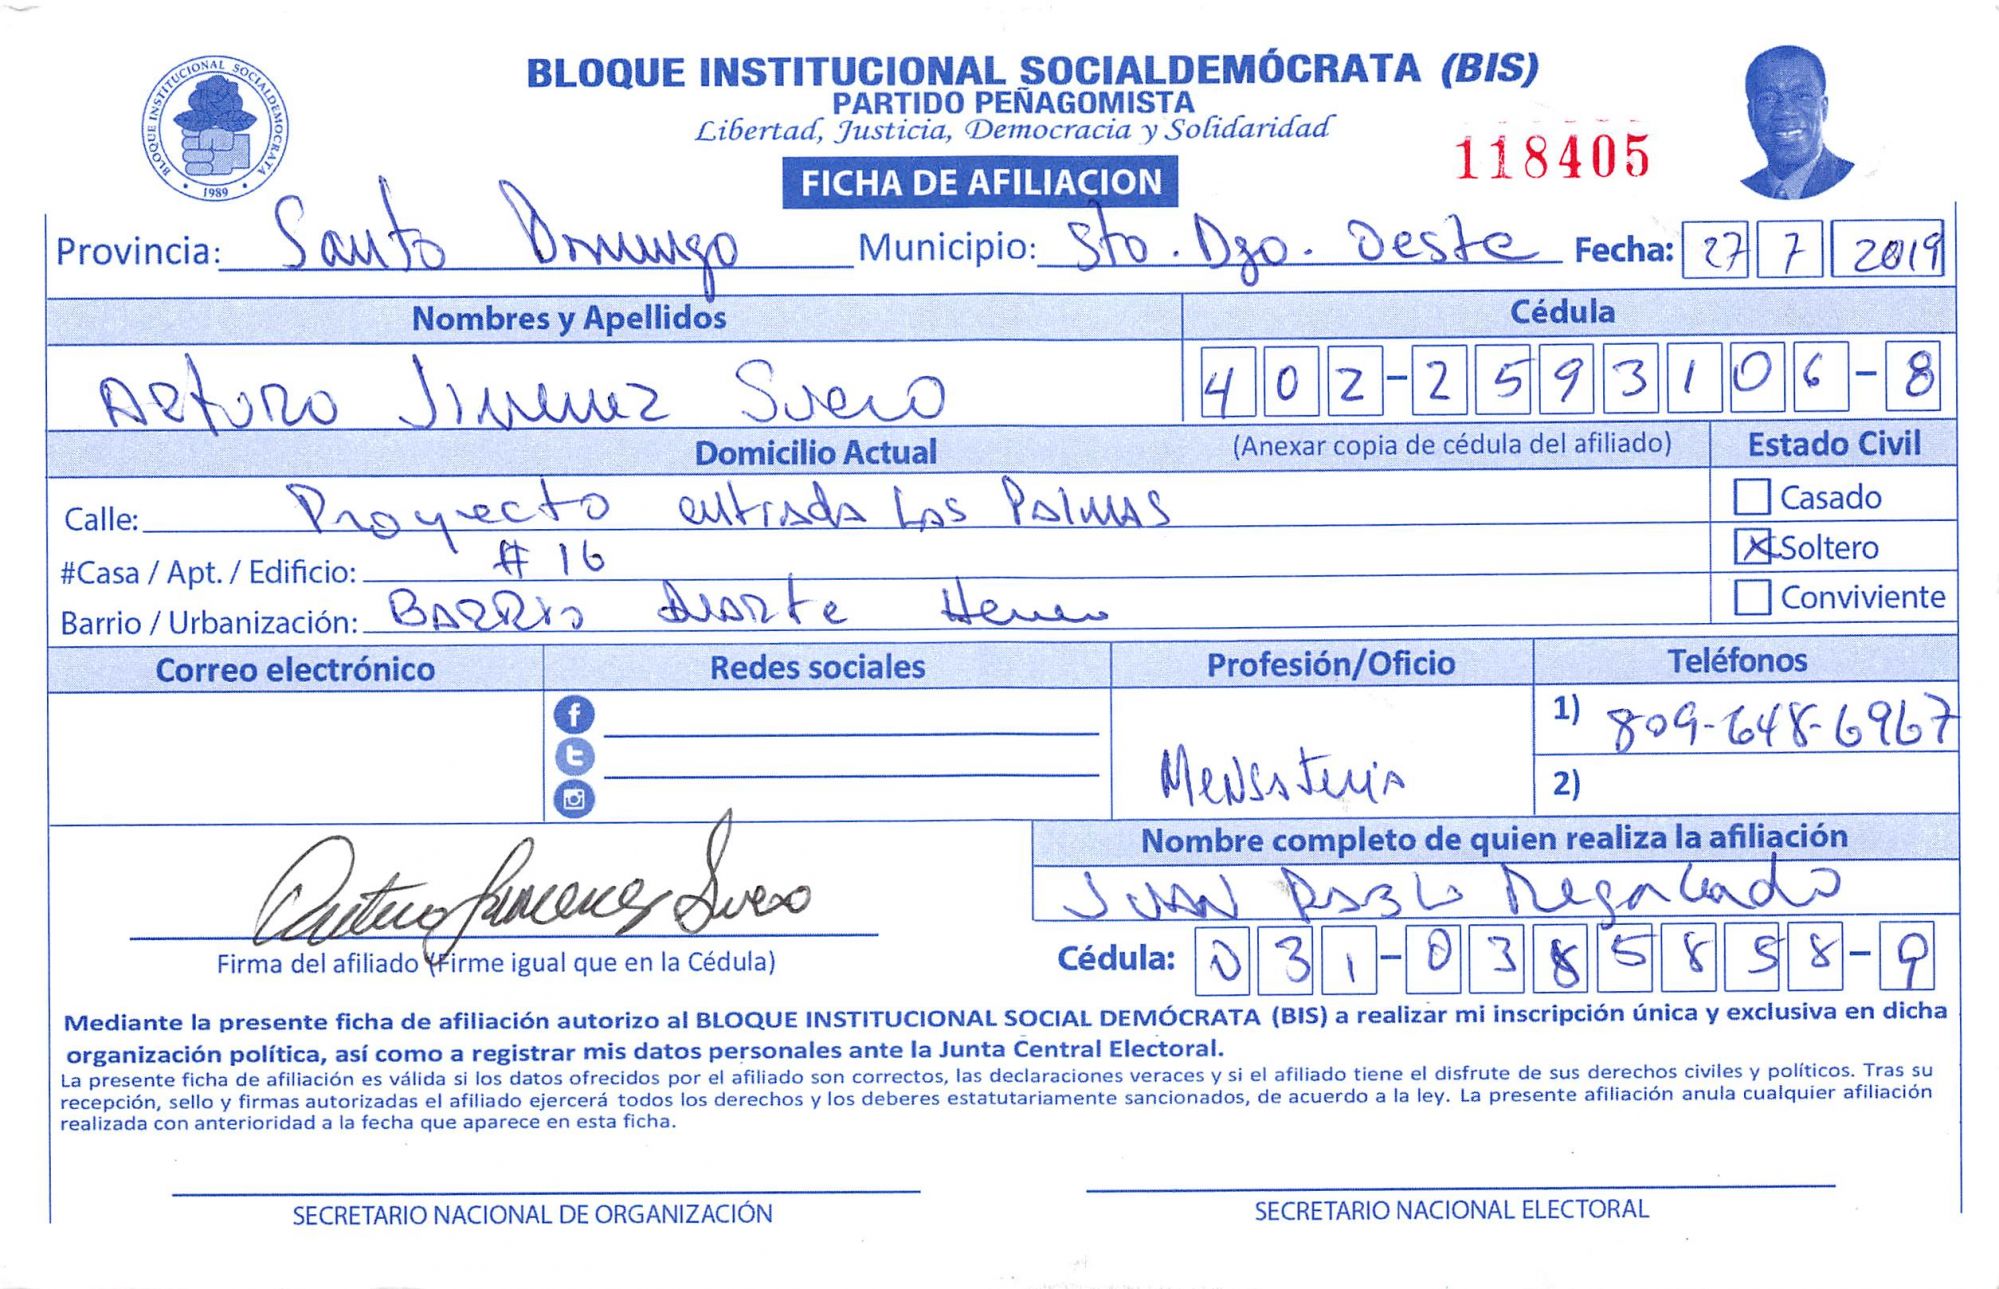 BLOQUE INSTITUCIONAL SOCIALDEMÓCRATA (BIS)
PARTIDO PEÑAGOMISTA
Libertad, Justicia, Democracia y Solidaridad
BLOQUE INSTITUCIONAL SOCIALDEMOCRATA
1989
118405
FICHA DE AFILIACION
Provincia: Santo Domingo Municipio: Sto. Dgo. Oeste Fecha: 27 7 2019
Nombres y Apellidos Cédula
Arturo Jimenez Suero 402-2593106-8
Domicilio Actual (Anexar copia de cédula del afiliado) Estado Civil
Calle: Proyecto entrada Las Palmas
Casado
#Casa / Apt. / Edificio: # 16
X Soltero
Barrio / Urbanización: BARRIO Duarte
Conviviente
Correo electrónico Redes sociales Profesión/Oficio Teléfonos
1) 809-648-6967
2)
Nombre completo de quien realiza la afiliación
JUAN PABLO Regalado
Arturo Jimenez Suero
Firma del afiliado (Firme igual que en la Cédula)
Cédula: 031-0385858-9
Mediante la presente ficha de afiliación autorizo al BLOQUE INSTITUCIONAL SOCIAL DEMÓCRATA (BIS) a realizar mi inscripción única y exclusiva en dicha
organización política, así como a registrar mis datos personales ante la Junta Central Electoral.
La presente ficha de afiliación es válida si los datos ofrecidos por el afiliado son correctos, las declaraciones veraces y si el afiliado tiene el disfrute de sus derechos civiles y políticos. Tras su
recepción, sello y firmas autorizadas el afiliado ejercerá todos los derechos y los deberes estatutariamente sancionados, de acuerdo a la ley. La presente afiliación anula cualquier afiliación
realizada con anterioridad a la fecha que aparece en esta ficha.
SECRETARIO NACIONAL DE ORGANIZACIÓN
SECRETARIO NACIONAL ELECTORAL